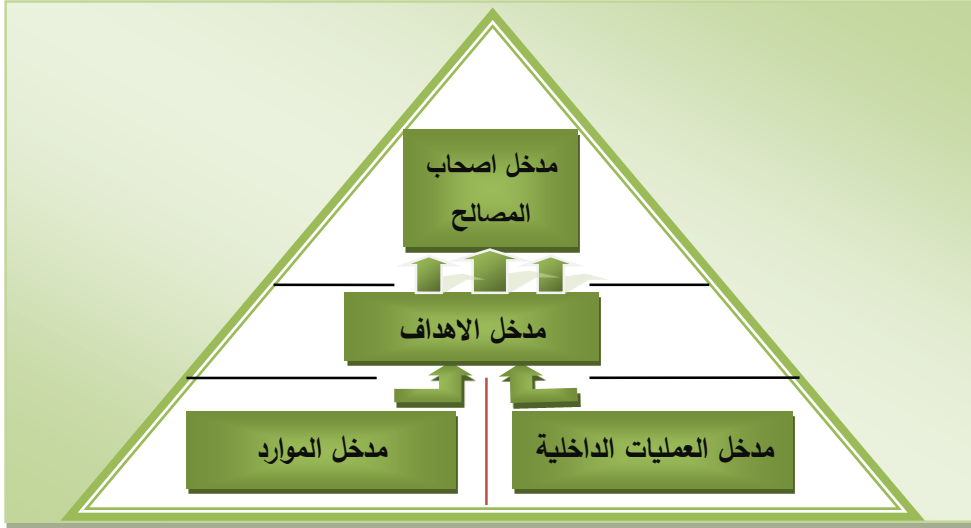 مدخل اصحاب
المصالح
مدخل الاهداف
مدخل العمليات الداخلية
مدخل الموارد